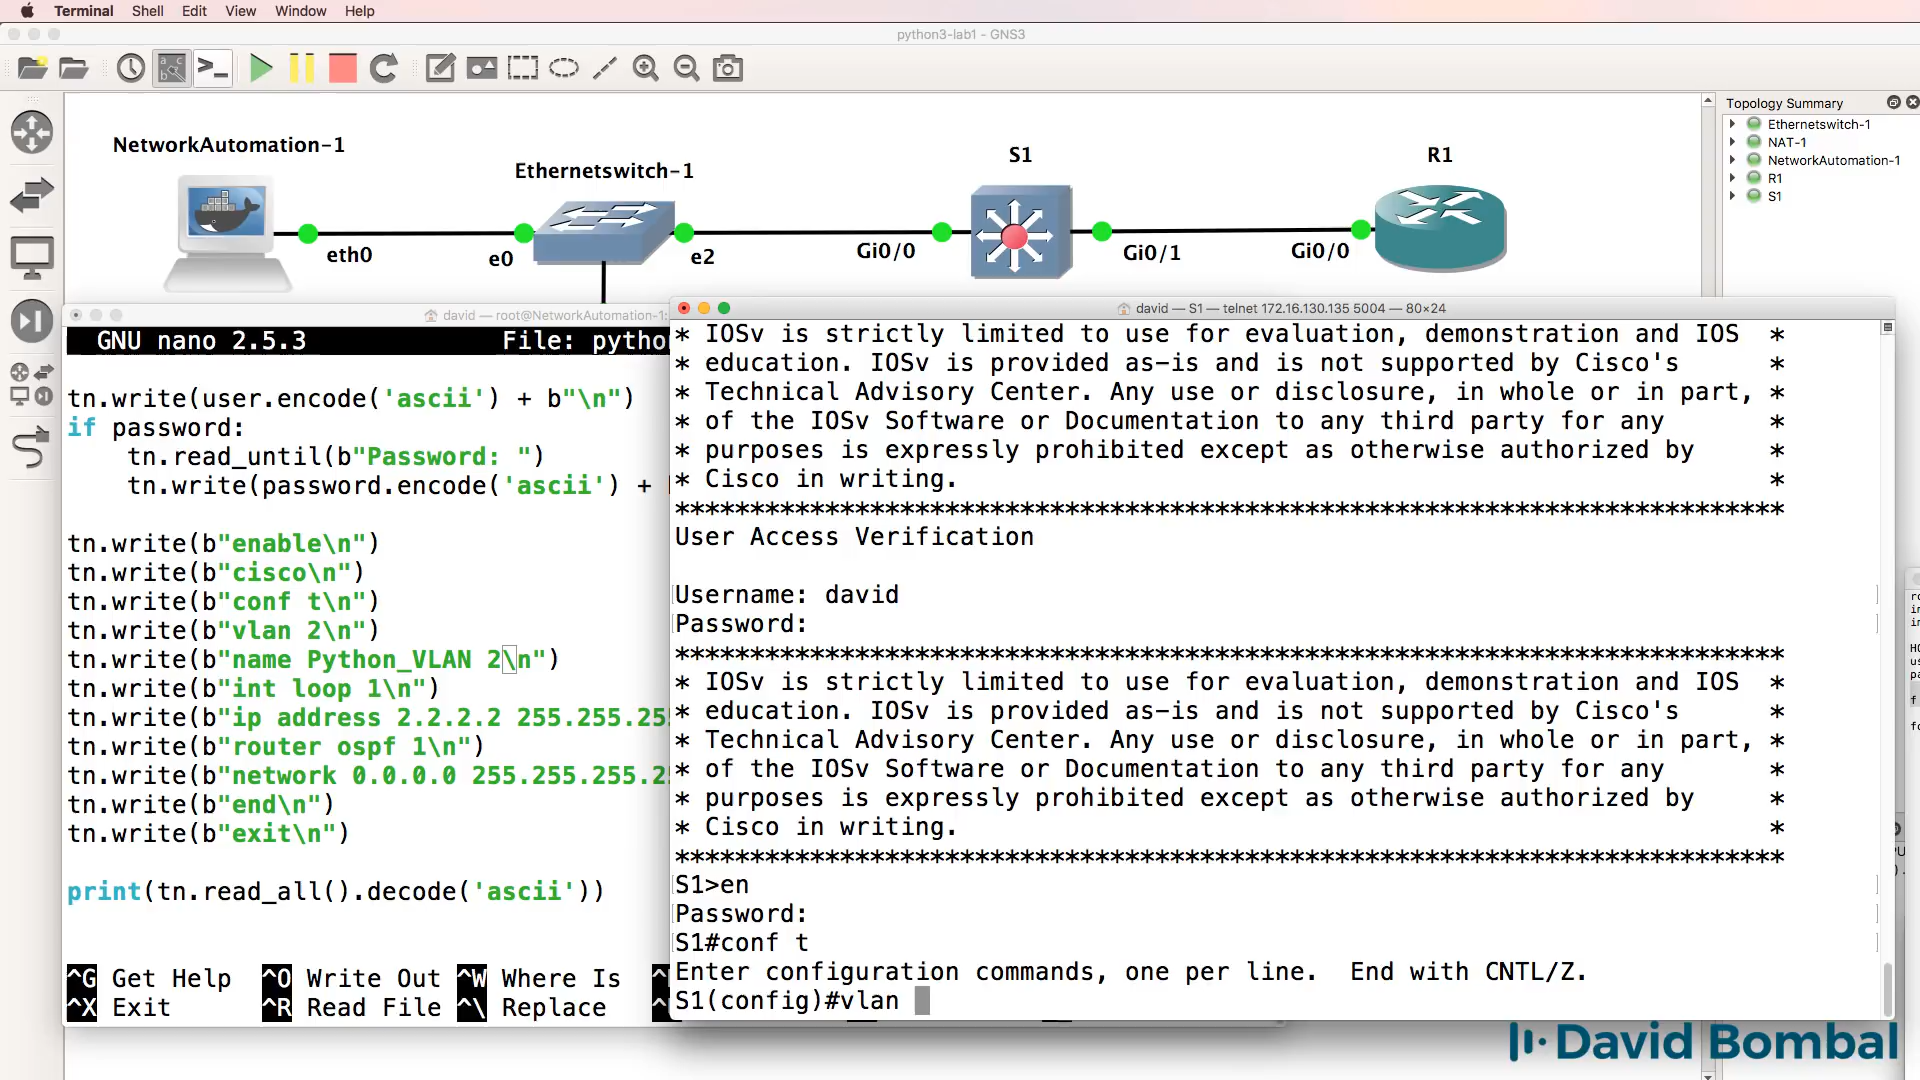 Terminal Shell Edit View Window Help
python3-lab1 - GNS3
Topology Summary
Ethernetswitch-1
NAT-1
NetworkAutomation-1
R1
S1
NetworkAutomation-1
Ethernetswitch-1
S1
R1
eth0
e0
e2
Gi0/0
Gi0/1
Gi0/0
david — root@NetworkAutomation-1:
GNU nano 2.5.3 File: pytho
tn.write(user.encode('ascii') + b"\n")
if password:
tn.read_until(b"Password: ")
tn.write(password.encode('ascii') +
tn.write(b"enable\n")
tn.write(b"cisco\n")
tn.write(b"conf t\n")
tn.write(b"vlan 2\n")
tn.write(b"name Python_VLAN 2\n")
tn.write(b"int loop 1\n")
tn.write(b"ip address 2.2.2.2 255.255.25
tn.write(b"router ospf 1\n")
tn.write(b"network 0.0.0.0 255.255.255.2
tn.write(b"end\n")
tn.write(b"exit\n")
print(tn.read_all().decode('ascii'))
^G Get Help ^O Write Out ^W Where Is
^X Exit ^R Read File ^\ Replace
david — S1 — telnet 172.16.130.135 5004 — 80×24
* IOSv is strictly limited to use for evaluation, demonstration and IOS *
* education. IOSv is provided as-is and is not supported by Cisco's *
* Technical Advisory Center. Any use or disclosure, in whole or in part, *
* of the IOSv Software or Documentation to any third party for any *
* purposes is expressly prohibited except as otherwise authorized by *
* Cisco in writing. *
**************************************************************************
User Access Verification
Username: david
Password:
**************************************************************************
* IOSv is strictly limited to use for evaluation, demonstration and IOS *
* education. IOSv is provided as-is and is not supported by Cisco's *
* Technical Advisory Center. Any use or disclosure, in whole or in part, *
* of the IOSv Software or Documentation to any third party for any *
* purposes is expressly prohibited except as otherwise authorized by *
* Cisco in writing. *
**************************************************************************
S1>en
Password:
S1#conf t
Enter configuration commands, one per line. End with CNTL/Z.
S1(config)#vlan
David Bombal